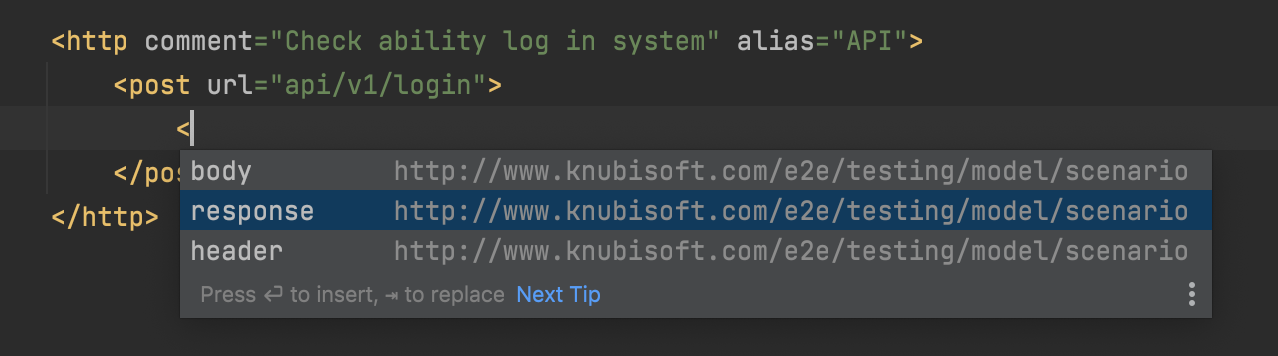 <http comment="Check ability log in system" alias="API">
<post url="api/v1/login">
<
</pos
body http://www.knubisoft.com/e2e/testing/model/scenario
response http://www.knubisoft.com/e2e/testing/model/scenario
</http>
header http://www.knubisoft.com/e2e/testing/model/scenario
Press ⏎ to insert, ⇥ to replace Next Tip